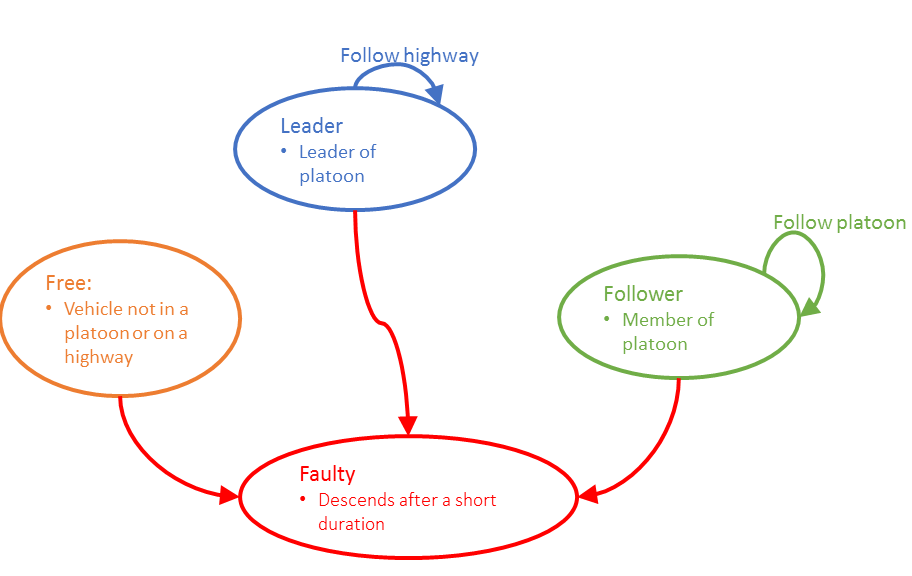 Follow highway
Leader
• Leader of
platoon
Follow platoon
Free:
• Vehicle not in a
platoon or on a
highway
Follower
• Member of
platoon
Faulty
• Descends after a short
duration